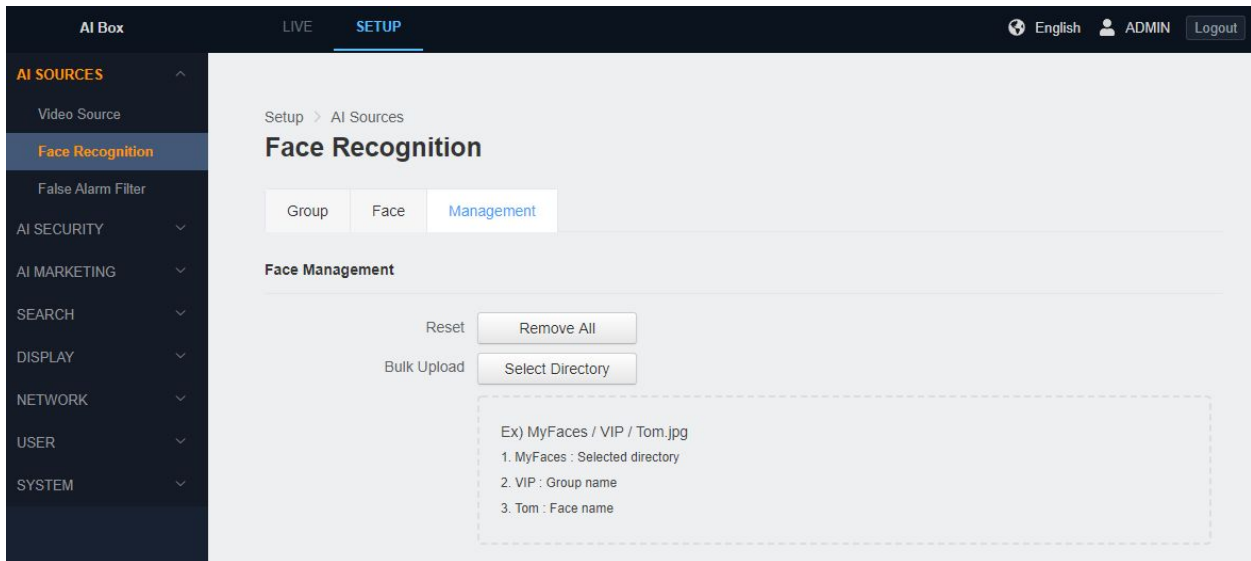 AI Box
LIVE
SETUP
English
ADMIN
Logout
AI SOURCES
Video Source
Face Recognition
False Alarm Filter
AI SECURITY
AI MARKETING
SEARCH
DISPLAY
NETWORK
USER
SYSTEM
Setup > AI Sources
Face Recognition
Group
Face
Management
Face Management
Reset
Remove All
Bulk Upload
Select Directory
Ex) MyFaces / VIP / Tom.jpg
1. MyFaces : Selected directory
2. VIP : Group name
3. Tom : Face name